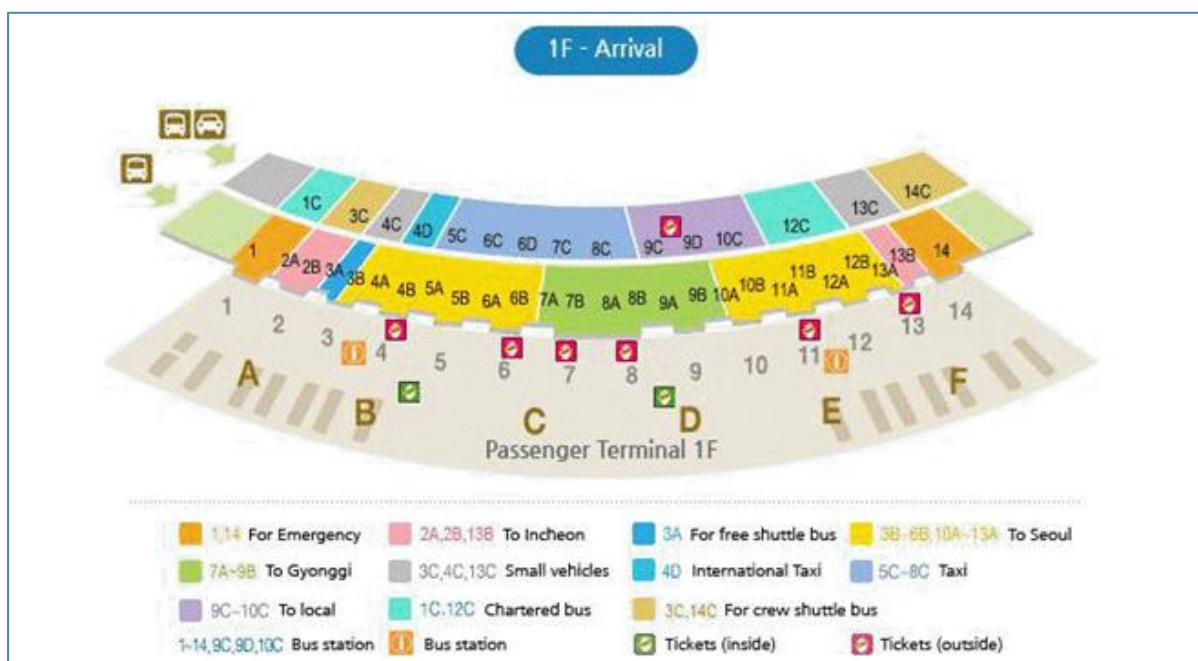 1F - Arrival
1C 3C 4C 4D 5C 6C 6D 7C 8C 9C 9D 10C 12C 13C 14C
1 2A 2B 3A 3B 4A 4B 5A 5B 6A 6B 7A 7B 8A 8B 9A 9B 10A 10B 11A 11B 12A 12B 13A 13B 14
1 2 3 4 5 6 7 8 9 10 11 12 13 14
A B C D E F
Passenger Terminal 1F
1,14 For Emergency 2A,2B,13B To Incheon 3A For free shuttle bus 3B~6B,10A~13A To Seoul
7A~9B To Gyonggi 3C,4C,13C Small vehicles 4D International Taxi 5C~8C Taxi
9C~10C To local 1C.12C Chartered bus 3C,14C For crew shuttle bus
1~14,9C,9D,10C Bus station Bus station Tickets (inside) Tickets (outside)